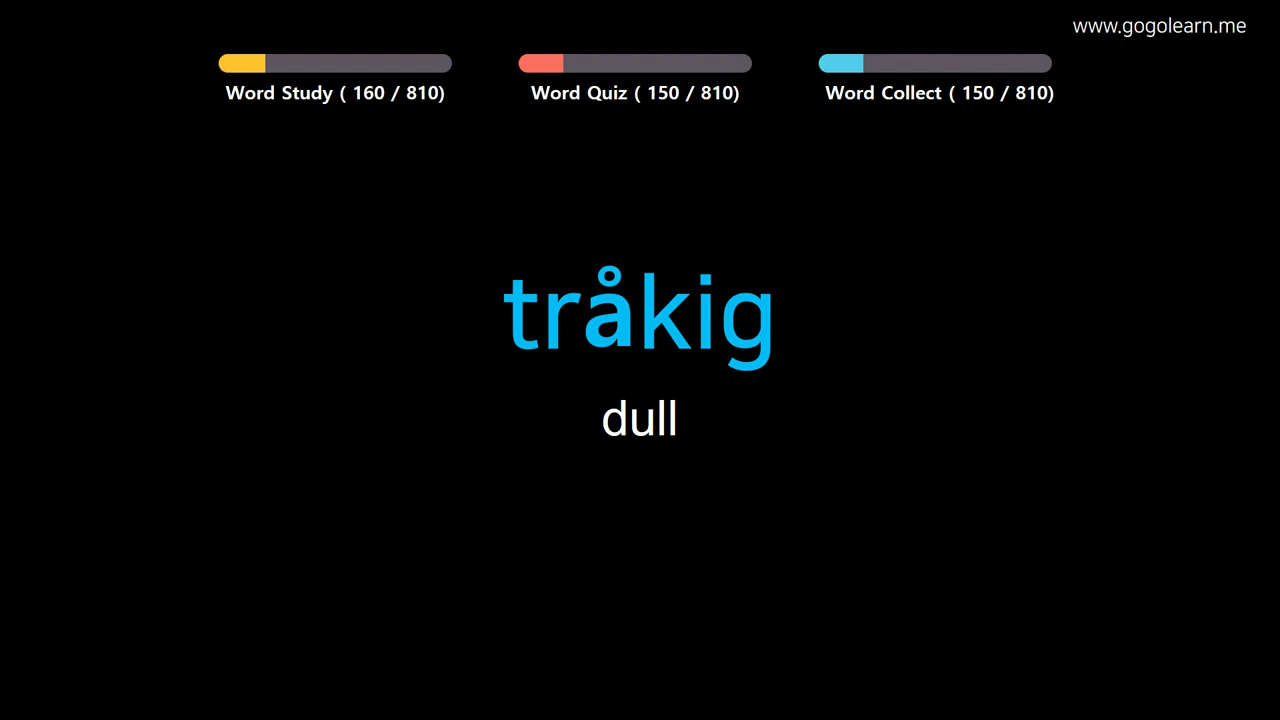 www.gogolearn.me
Word Study ( 160 / 810)
Word Quiz ( 150 / 810)
Word Collect ( 150 / 810)
tråkig
dull